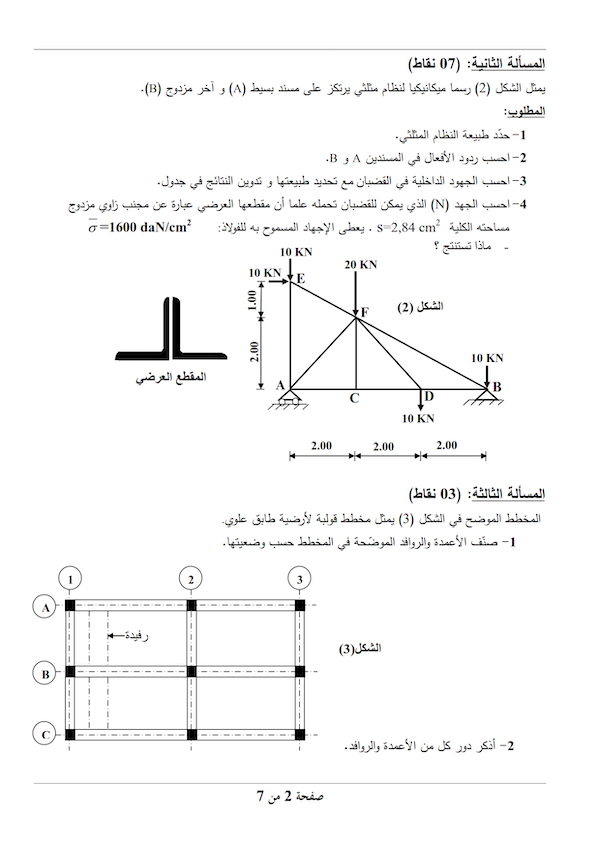 المسألة الثانية: (07 نقاط)
يمثل الشكل (2) رسما ميكانيكيا لنظام مثلثي يرتكز على مسند بسيط (A) و آخر مزدوج (B).
المطلوب:
1- حدّد طبيعة النظام المثلثي.
2- احسب ردود الأفعال في المسندين A و B.
3- احسب الجهود الداخلية في القضبان مع تحديد طبيعتها و تدوين النتائج في جدول.
4- احسب الجهد (N) الذي يمكن للقضبان تحمله علما أن مقطعها العرضي عبارة عن مجنب زاوي مزدوج
مساحته الكلية s=2,84 cm² . يعطى الإجهاد المسموح به للفولاذ: σ̅=1600 daN/cm²
- ماذا تستنتج ؟
10 KN
10 KN
E
20 KN
الشكل (2)
1.00
F
2.00
10 KN
A
C
D
B
10 KN
2.00
2.00
2.00
المقطع العرضي
المسألة الثالثة: (03 نقاط)
المخطط الموضح في الشكل (3) يمثل مخطط قولبة لأرضية طابق علوي.
1- صنّف الأعمدة والروافد الموضّحة في المخطط حسب وضعيتها.
1
2
3
A
رفيدة
الشكل(3)
B
C
2- أذكر دور كل من الأعمدة والروافد.
صفحة 2 من 7